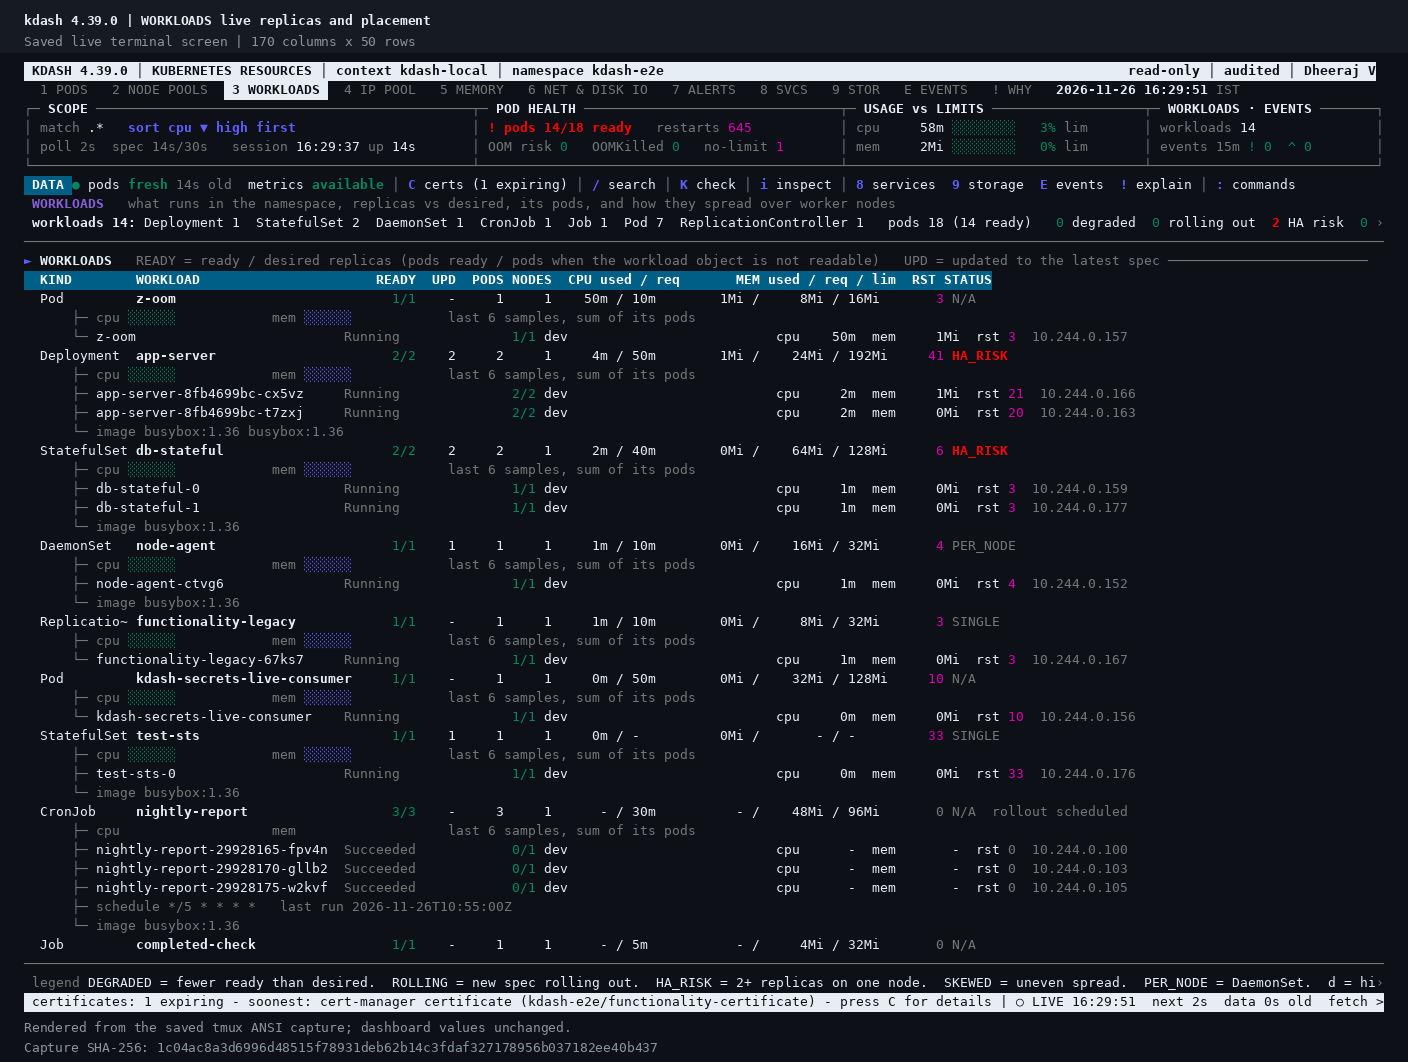 kdash 4.39.0 | WORKLOADS live replicas and placement
Saved live terminal screen | 170 columns x 50 rows
KDASH 4.39.0 │ KUBERNETES RESOURCES │ context kdash-local │ namespace kdash-e2e read-only │ audited │ Dheeraj V
1 PODS 2 NODE POOLS 3 WORKLOADS 4 IP POOL 5 MEMORY 6 NET & DISK IO 7 ALERTS 8 SVCS 9 STOR E EVENTS ! WHY 2026-11-26 16:29:51 IST
SCOPE POD HEALTH USAGE vs LIMITS WORKLOADS · EVENTS
match .* sort cpu ▼ high first │ ! pods 14/18 ready restarts 645 │ cpu 58m ░░░░░░░░ 3% lim │ workloads 14
poll 2s spec 14s/30s session 16:29:37 up 14s │ OOM risk 0 OOMKilled 0 no-limit 1 │ mem 2Mi ░░░░░░░░ 0% lim │ events 15m ! 0 ^ 0
DATA ● pods fresh 14s old metrics available │ C certs (1 expiring) │ / search │ K check │ i inspect │ 8 services 9 storage E events ! explain │ : commands
WORKLOADS what runs in the namespace, replicas vs desired, its pods, and how they spread over worker nodes
workloads 14: Deployment 1 StatefulSet 2 DaemonSet 1 CronJob 1 Job 1 Pod 7 ReplicationController 1 pods 18 (14 ready) 0 degraded 0 rolling out 2 HA risk 0 ›
► WORKLOADS READY = ready / desired replicas (pods ready / pods when the workload object is not readable) UPD = updated to the latest spec
KIND WORKLOAD READY UPD PODS NODES CPU used / req MEM used / req / lim RST STATUS
Pod z-oom 1/1 - 1 1 50m / 10m 1Mi / 8Mi / 16Mi 3 N/A
├─ cpu ░░░░░░ mem ░░░░░░ last 6 samples, sum of its pods
└─ z-oom Running 1/1 dev cpu 50m mem 1Mi rst 3 10.244.0.157
Deployment app-server 2/2 2 2 1 4m / 50m 1Mi / 24Mi / 192Mi 41 HA_RISK
├─ cpu ░░░░░░ mem ░░░░░░ last 6 samples, sum of its pods
├─ app-server-8fb4699bc-cx5vz Running 2/2 dev cpu 2m mem 1Mi rst 21 10.244.0.166
├─ app-server-8fb4699bc-t7zxj Running 2/2 dev cpu 2m mem 0Mi rst 20 10.244.0.163
└─ image busybox:1.36 busybox:1.36
StatefulSet db-stateful 2/2 2 2 1 2m / 40m 0Mi / 64Mi / 128Mi 6 HA_RISK
├─ cpu ░░░░░░ mem ░░░░░░ last 6 samples, sum of its pods
├─ db-stateful-0 Running 1/1 dev cpu 1m mem 0Mi rst 3 10.244.0.159
├─ db-stateful-1 Running 1/1 dev cpu 1m mem 0Mi rst 3 10.244.0.177
└─ image busybox:1.36
DaemonSet node-agent 1/1 1 1 1 1m / 10m 0Mi / 16Mi / 32Mi 4 PER_NODE
├─ cpu ░░░░░░ mem ░░░░░░ last 6 samples, sum of its pods
├─ node-agent-ctvg6 Running 1/1 dev cpu 1m mem 0Mi rst 4 10.244.0.152
└─ image busybox:1.36
Replicatio~ functionality-legacy 1/1 - 1 1 1m / 10m 0Mi / 8Mi / 32Mi 3 SINGLE
├─ cpu ░░░░░░ mem ░░░░░░ last 6 samples, sum of its pods
└─ functionality-legacy-67ks7 Running 1/1 dev cpu 1m mem 0Mi rst 3 10.244.0.167
Pod kdash-secrets-live-consumer 1/1 - 1 1 0m / 50m 0Mi / 32Mi / 128Mi 10 N/A
├─ cpu ░░░░░░ mem ░░░░░░ last 6 samples, sum of its pods
└─ kdash-secrets-live-consumer Running 1/1 dev cpu 0m mem 0Mi rst 10 10.244.0.156
StatefulSet test-sts 1/1 1 1 1 0m / - 0Mi / - / - 33 SINGLE
├─ cpu ░░░░░░ mem ░░░░░░ last 6 samples, sum of its pods
├─ test-sts-0 Running 1/1 dev cpu 0m mem 0Mi rst 33 10.244.0.176
└─ image busybox:1.36
CronJob nightly-report 3/3 - 3 1 - / 30m - / 48Mi / 96Mi 0 N/A rollout scheduled
├─ cpu mem last 6 samples, sum of its pods
├─ nightly-report-29928165-fpv4n Succeeded 0/1 dev cpu - mem - rst 0 10.244.0.100
├─ nightly-report-29928170-gllb2 Succeeded 0/1 dev cpu - mem - rst 0 10.244.0.103
├─ nightly-report-29928175-w2kvf Succeeded 0/1 dev cpu - mem - rst 0 10.244.0.105
├─ schedule */5 * * * * last run 2026-11-26T10:55:00Z
└─ image busybox:1.36
Job completed-check 1/1 - 1 1 - / 5m - / 4Mi / 32Mi 0 N/A
legend DEGRADED = fewer ready than desired. ROLLING = new spec rolling out. HA_RISK = 2+ replicas on one node. SKEWED = uneven spread. PER_NODE = DaemonSet. d = hi›
certificates: 1 expiring - soonest: cert-manager certificate (kdash-e2e/functionality-certificate) - press C for details | ○ LIVE 16:29:51 next 2s data 0s old fetch >
Rendered from the saved tmux ANSI capture; dashboard values unchanged.
Capture SHA-256: 1c04ac8a3d6996d48515f78931deb62b14c3fdaf327178956b037182ee40b437